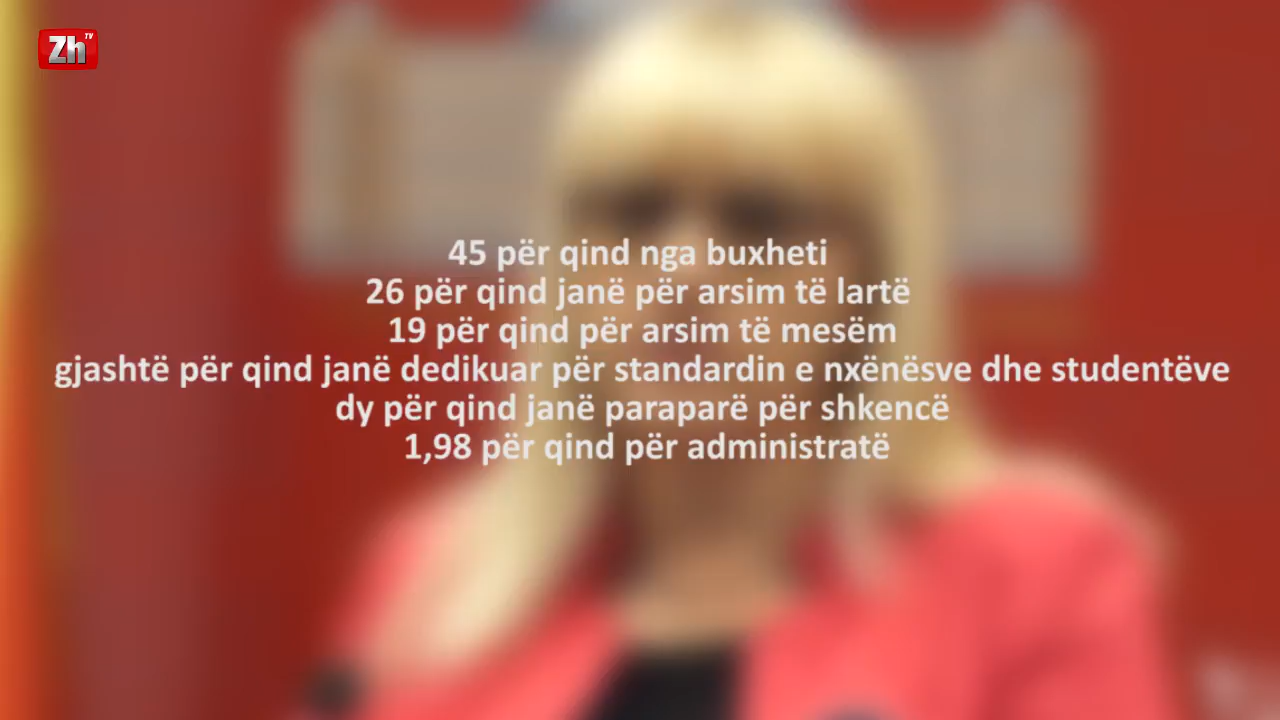 Zh TV
45 për qind nga buxheti
26 për qind janë për arsim të lartë
19 për qind për arsim të mesëm
gjashtë për qind janë dedikuar për standardin e nxënësve dhe studentëve
dy për qind janë paraparë për shkencë
1,98 për qind për administratë